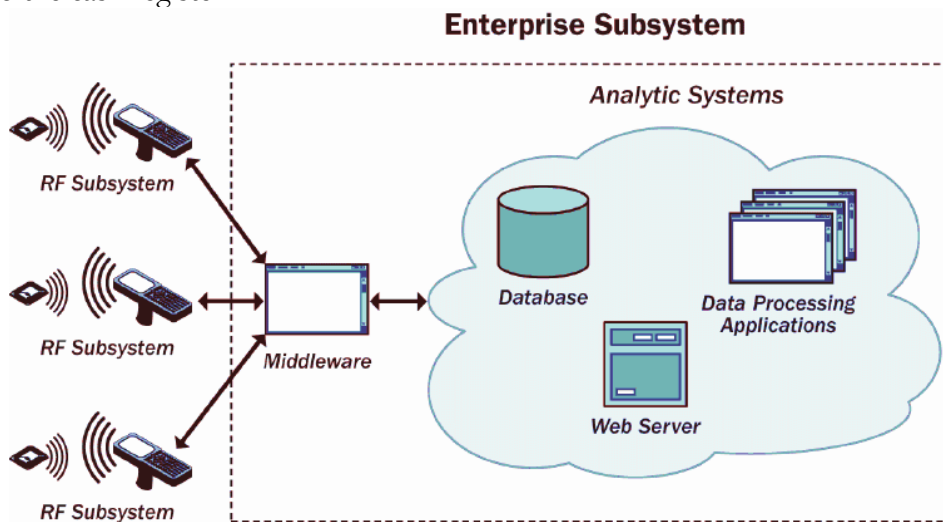 Enterprise Subsystem
Analytic Systems
RF Subsystem
Database
Data Processing
Applications
RF Subsystem
Middleware
Web Server
RF Subsystem